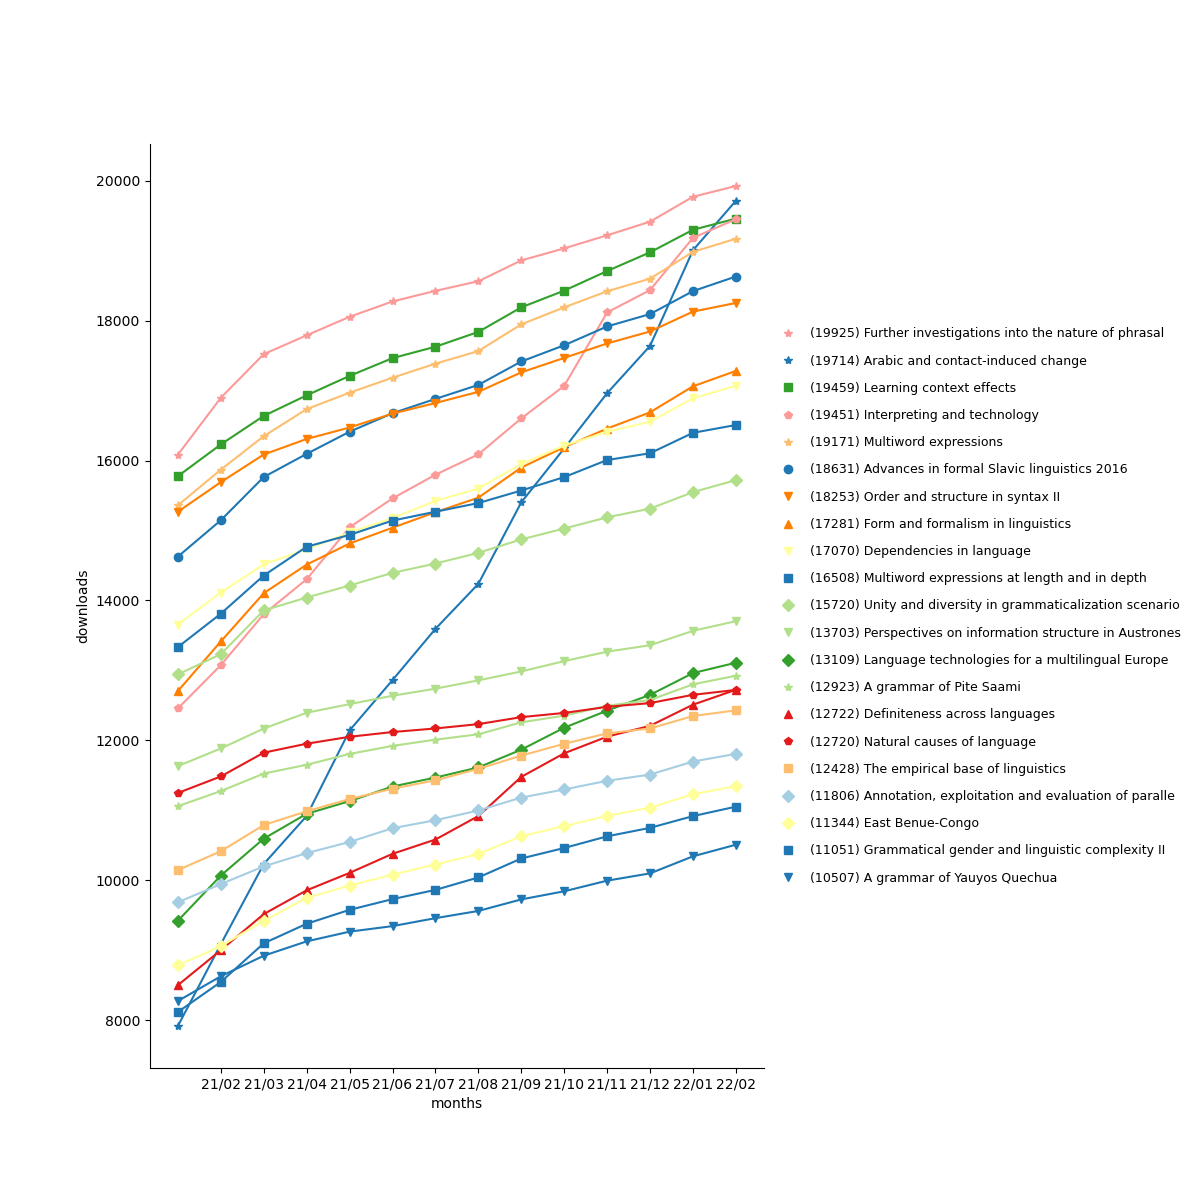 20000
18000
16000
14000
12000
10000
8000
downloads
21/02 21/03 21/04 21/05 21/06 21/07 21/08 21/09 21/10 21/11 21/12 22/01 22/02
months
(19925) Further investigations into the nature of phrasal
(19714) Arabic and contact-induced change
(19459) Learning context effects
(19451) Interpreting and technology
(19171) Multiword expressions
(18631) Advances in formal Slavic linguistics 2016
(18253) Order and structure in syntax II
(17281) Form and formalism in linguistics
(17070) Dependencies in language
(16508) Multiword expressions at length and in depth
(15720) Unity and diversity in grammaticalization scenario
(13703) Perspectives on information structure in Austrones
(13109) Language technologies for a multilingual Europe
(12923) A grammar of Pite Saami
(12722) Definiteness across languages
(12720) Natural causes of language
(12428) The empirical base of linguistics
(11806) Annotation, exploitation and evaluation of paralle
(11344) East Benue-Congo
(11051) Grammatical gender and linguistic complexity II
(10507) A grammar of Yauyos Quechua